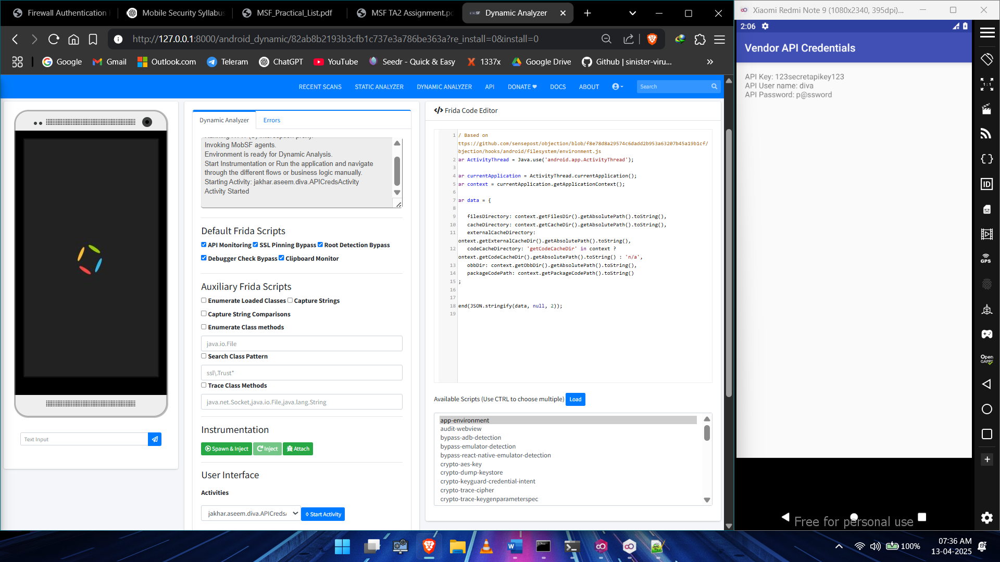 Firewall Authentication
Mobile Security Syllabus
MSF_Practical_List.pdf
MSF TA2 Assignment.pd
Dynamic Analyzer
http://127.0.0.1:8000/android_dynamic/82ab8b2193b3cfb1c737e3a786be363a?re_install=0&install=0
Google
Gmail
Outlook.com
Teleram
ChatGPT
YouTube
Seedr - Quick & Easy
1337x
Google Drive
Github | sinister-viru...
RECENT SCANS
STATIC ANALYZER
DYNAMIC ANALYZER
API
DONATE
DOCS
ABOUT
Search
Text Input
Dynamic Analyzer
Errors
Invoking MobSF agents.
Environment is ready for Dynamic Analysis.
Start Instrumentation or Run the application and navigate
through the different flows or business logic manually.
Starting Activity: jakhar.aseem.diva.APICredsActivity
Activity Started
Default Frida Scripts
API Monitoring SSL Pinning Bypass Root Detection Bypass
Debugger Check Bypass Clipboard Monitor
Auxiliary Frida Scripts
Enumerate Loaded Classes Capture Strings
Capture String Comparisons
Enumerate Class methods
java.io.File
Search Class Pattern
ssl\.Trust*
Trace Class Methods
java.net.Socket,java.io.File,java.lang.String
Instrumentation
Spawn & Inject Inject Attach
User Interface
Activities
jakhar.aseem.diva.APICreds
Start Activity
</> Frida Code Editor
1 / Based on
ttps://github.com/sensepost/objection/blob/f8e78d8a29574c6dadd2b953a63207b45a19b1cf/
bjection/hooks/android/filesystem/environment.js
2 ar ActivityThread = Java.use('android.app.ActivityThread');
3
4 ar currentApplication = ActivityThread.currentApplication();
5 ar context = currentApplication.getApplicationContext();
6
7 ar data = {
8
9 filesDirectory: context.getFilesDir().getAbsolutePath().toString(),
10 cacheDirectory: context.getCacheDir().getAbsolutePath().toString(),
11 externalCacheDirectory:
ontext.getExternalCacheDir().getAbsolutePath().toString(),
12 codeCacheDirectory: 'getCodeCacheDir' in context ?
ontext.getCodeCacheDir().getAbsolutePath().toString() : 'n/a',
13 obbDir: context.getObbDir().getAbsolutePath().toString(),
14 packageCodePath: context.getPackageCodePath().toString()
15 ;
16
17
18 end(JSON.stringify(data, null, 2));
19
Available Scripts (Use CTRL to choose multiple) Load
app-environment
audit-webview
bypass-adb-detection
bypass-emulator-detection
bypass-react-native-emulator-detection
crypto-aes-key
crypto-dump-keystore
crypto-keyguard-credential-intent
crypto-trace-cipher
crypto-trace-keygenparameterspec
Xiaomi Redmi Note 9 (1080x2340, 395dpi)...
2:06
Vendor API Credentials
API Key: 123secretapikey123
API User name: diva
API Password: p@ssword
Free for personal use
1:1
ID
GPS
Open
GAPPS
100%
07:36 AM
13-04-2025